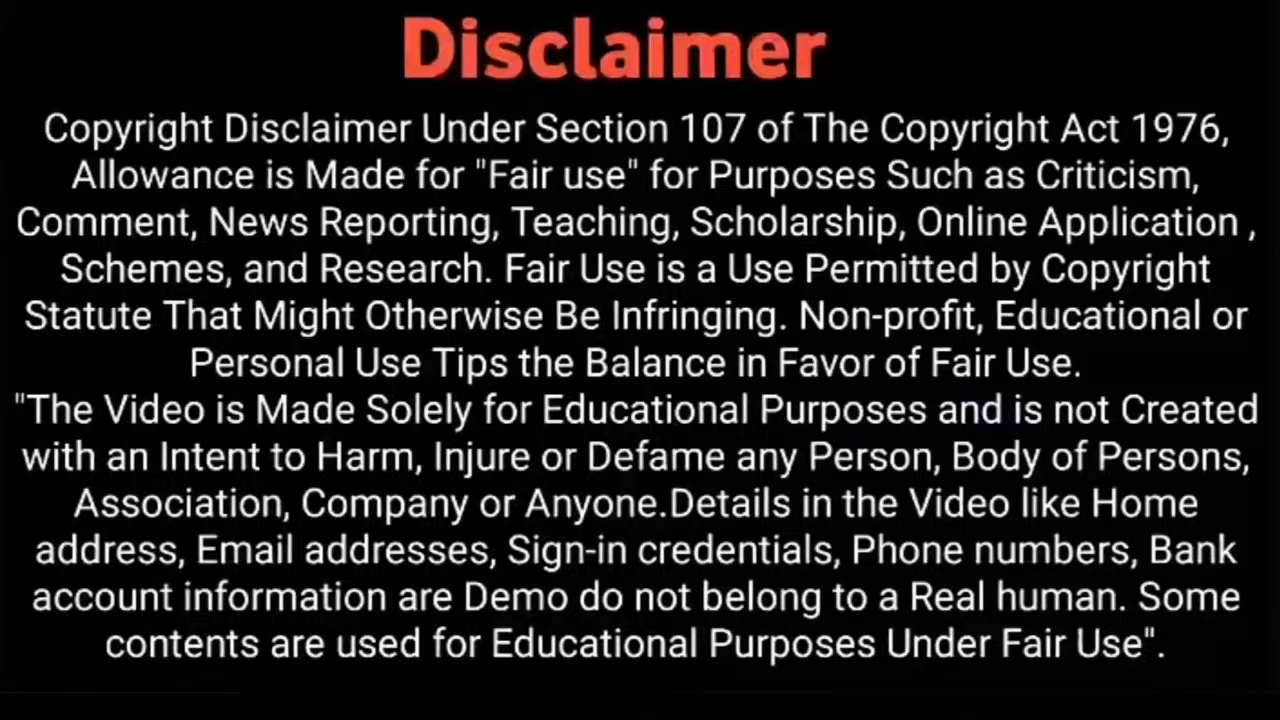 Disclaimer
Copyright Disclaimer Under Section 107 of The Copyright Act 1976,
Allowance is Made for "Fair use" for Purposes Such as Criticism,
Comment, News Reporting, Teaching, Scholarship, Online Application ,
Schemes, and Research. Fair Use is a Use Permitted by Copyright
Statute That Might Otherwise Be Infringing. Non-profit, Educational or
Personal Use Tips the Balance in Favor of Fair Use.
"The Video is Made Solely for Educational Purposes and is not Created
with an Intent to Harm, Injure or Defame any Person, Body of Persons,
Association, Company or Anyone.Details in the Video like Home
address, Email addresses, Sign-in credentials, Phone numbers, Bank
account information are Demo do not belong to a Real human. Some
contents are used for Educational Purposes Under Fair Use".